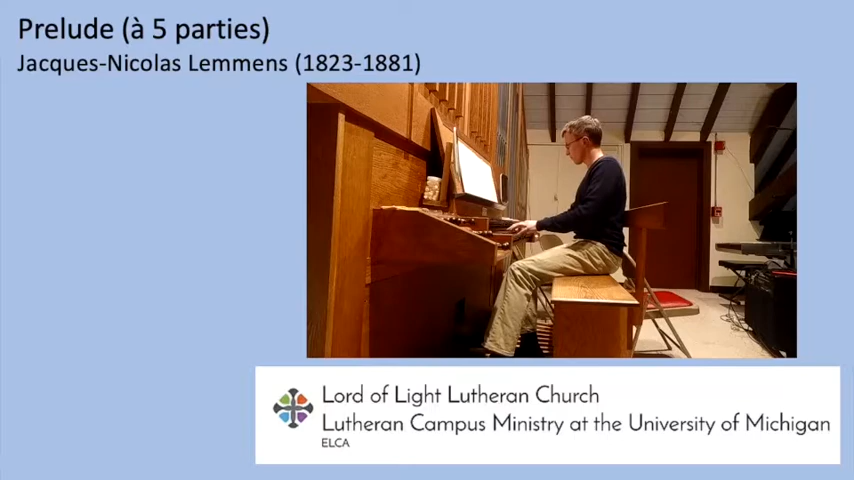 Prelude (à 5 parties)
Jacques-Nicolas Lemmens (1823-1881)
Lord of Light Lutheran Church
Lutheran Campus Ministry at the University of Michigan
ELCA